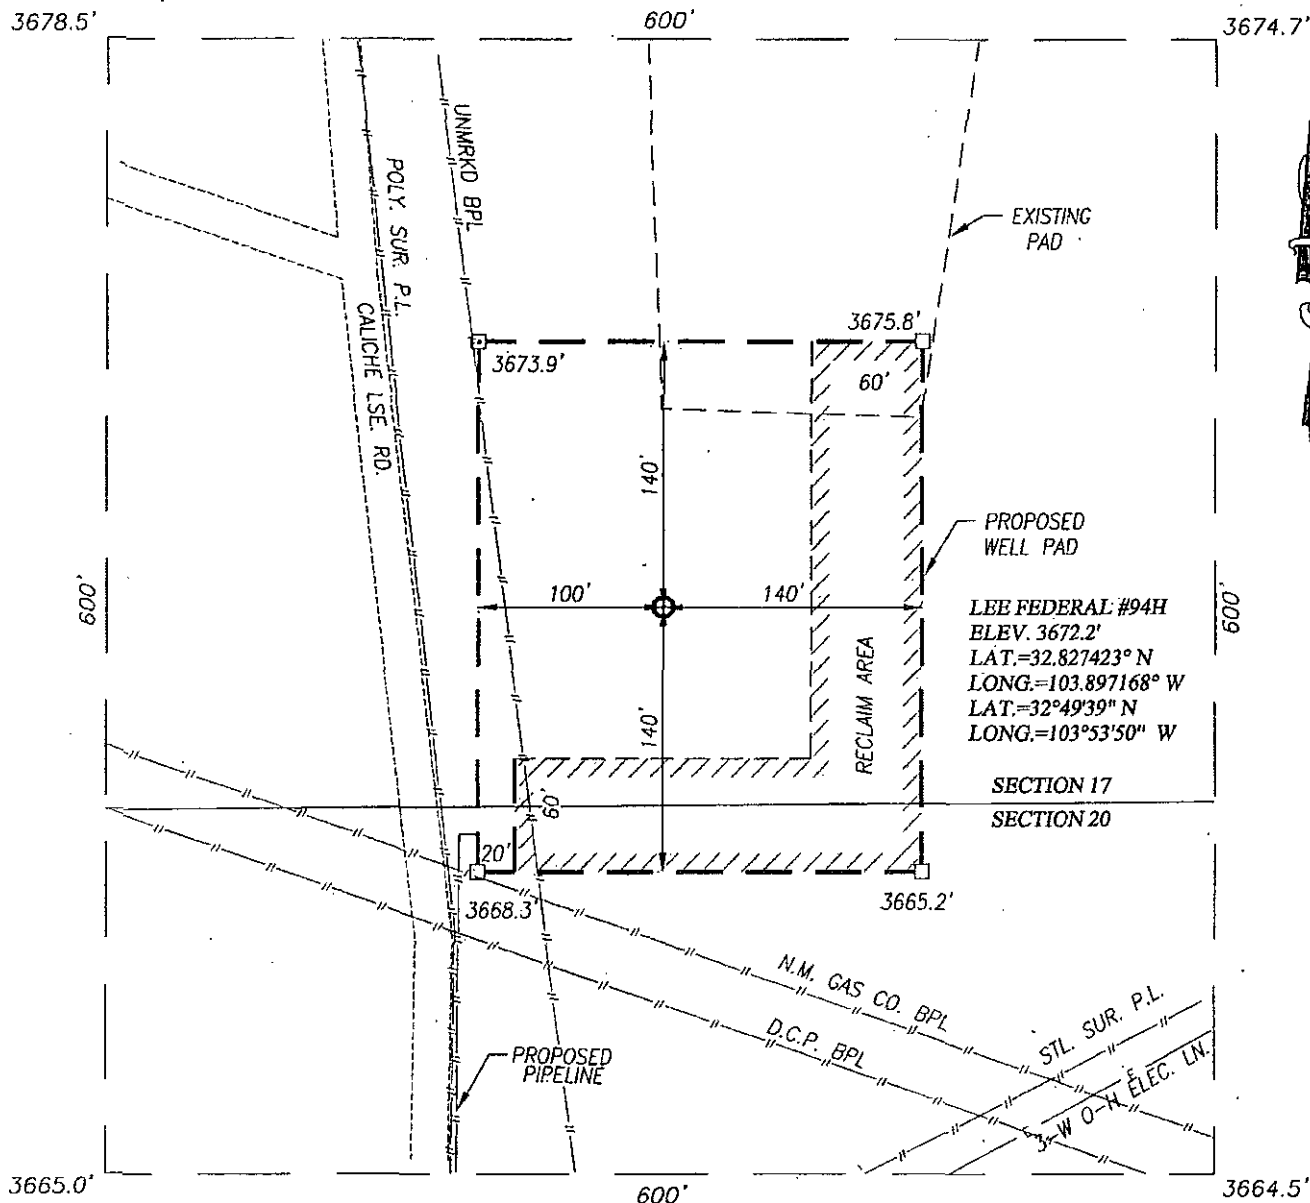 3678.5'
600'
3674.7'
UNMRKD BPL
POLY. SUR. P.L.
CALICHE LSE. RD.
EXISTING
PAD
3675.8'
3673.9'
60'
140'
PROPOSED
WELL PAD
600'
100'
140'
600'
LEE FEDERAL #94H
ELEV. 3672.2'
LAT.=32.827423° N
LONG.=103.897168° W
LAT.=32°49'39" N
LONG.=103°53'50" W
RECLAIM AREA
140'
60'
SECTION 17
SECTION 20
20'
3668.3'
3665.2'
N.M. GAS CO. BPL
D.C.P. BPL
STL. SUR. P.L.
3-W O-H ELEC. LN.
E
PROPOSED
PIPELINE
3665.0'
600'
3664.5'